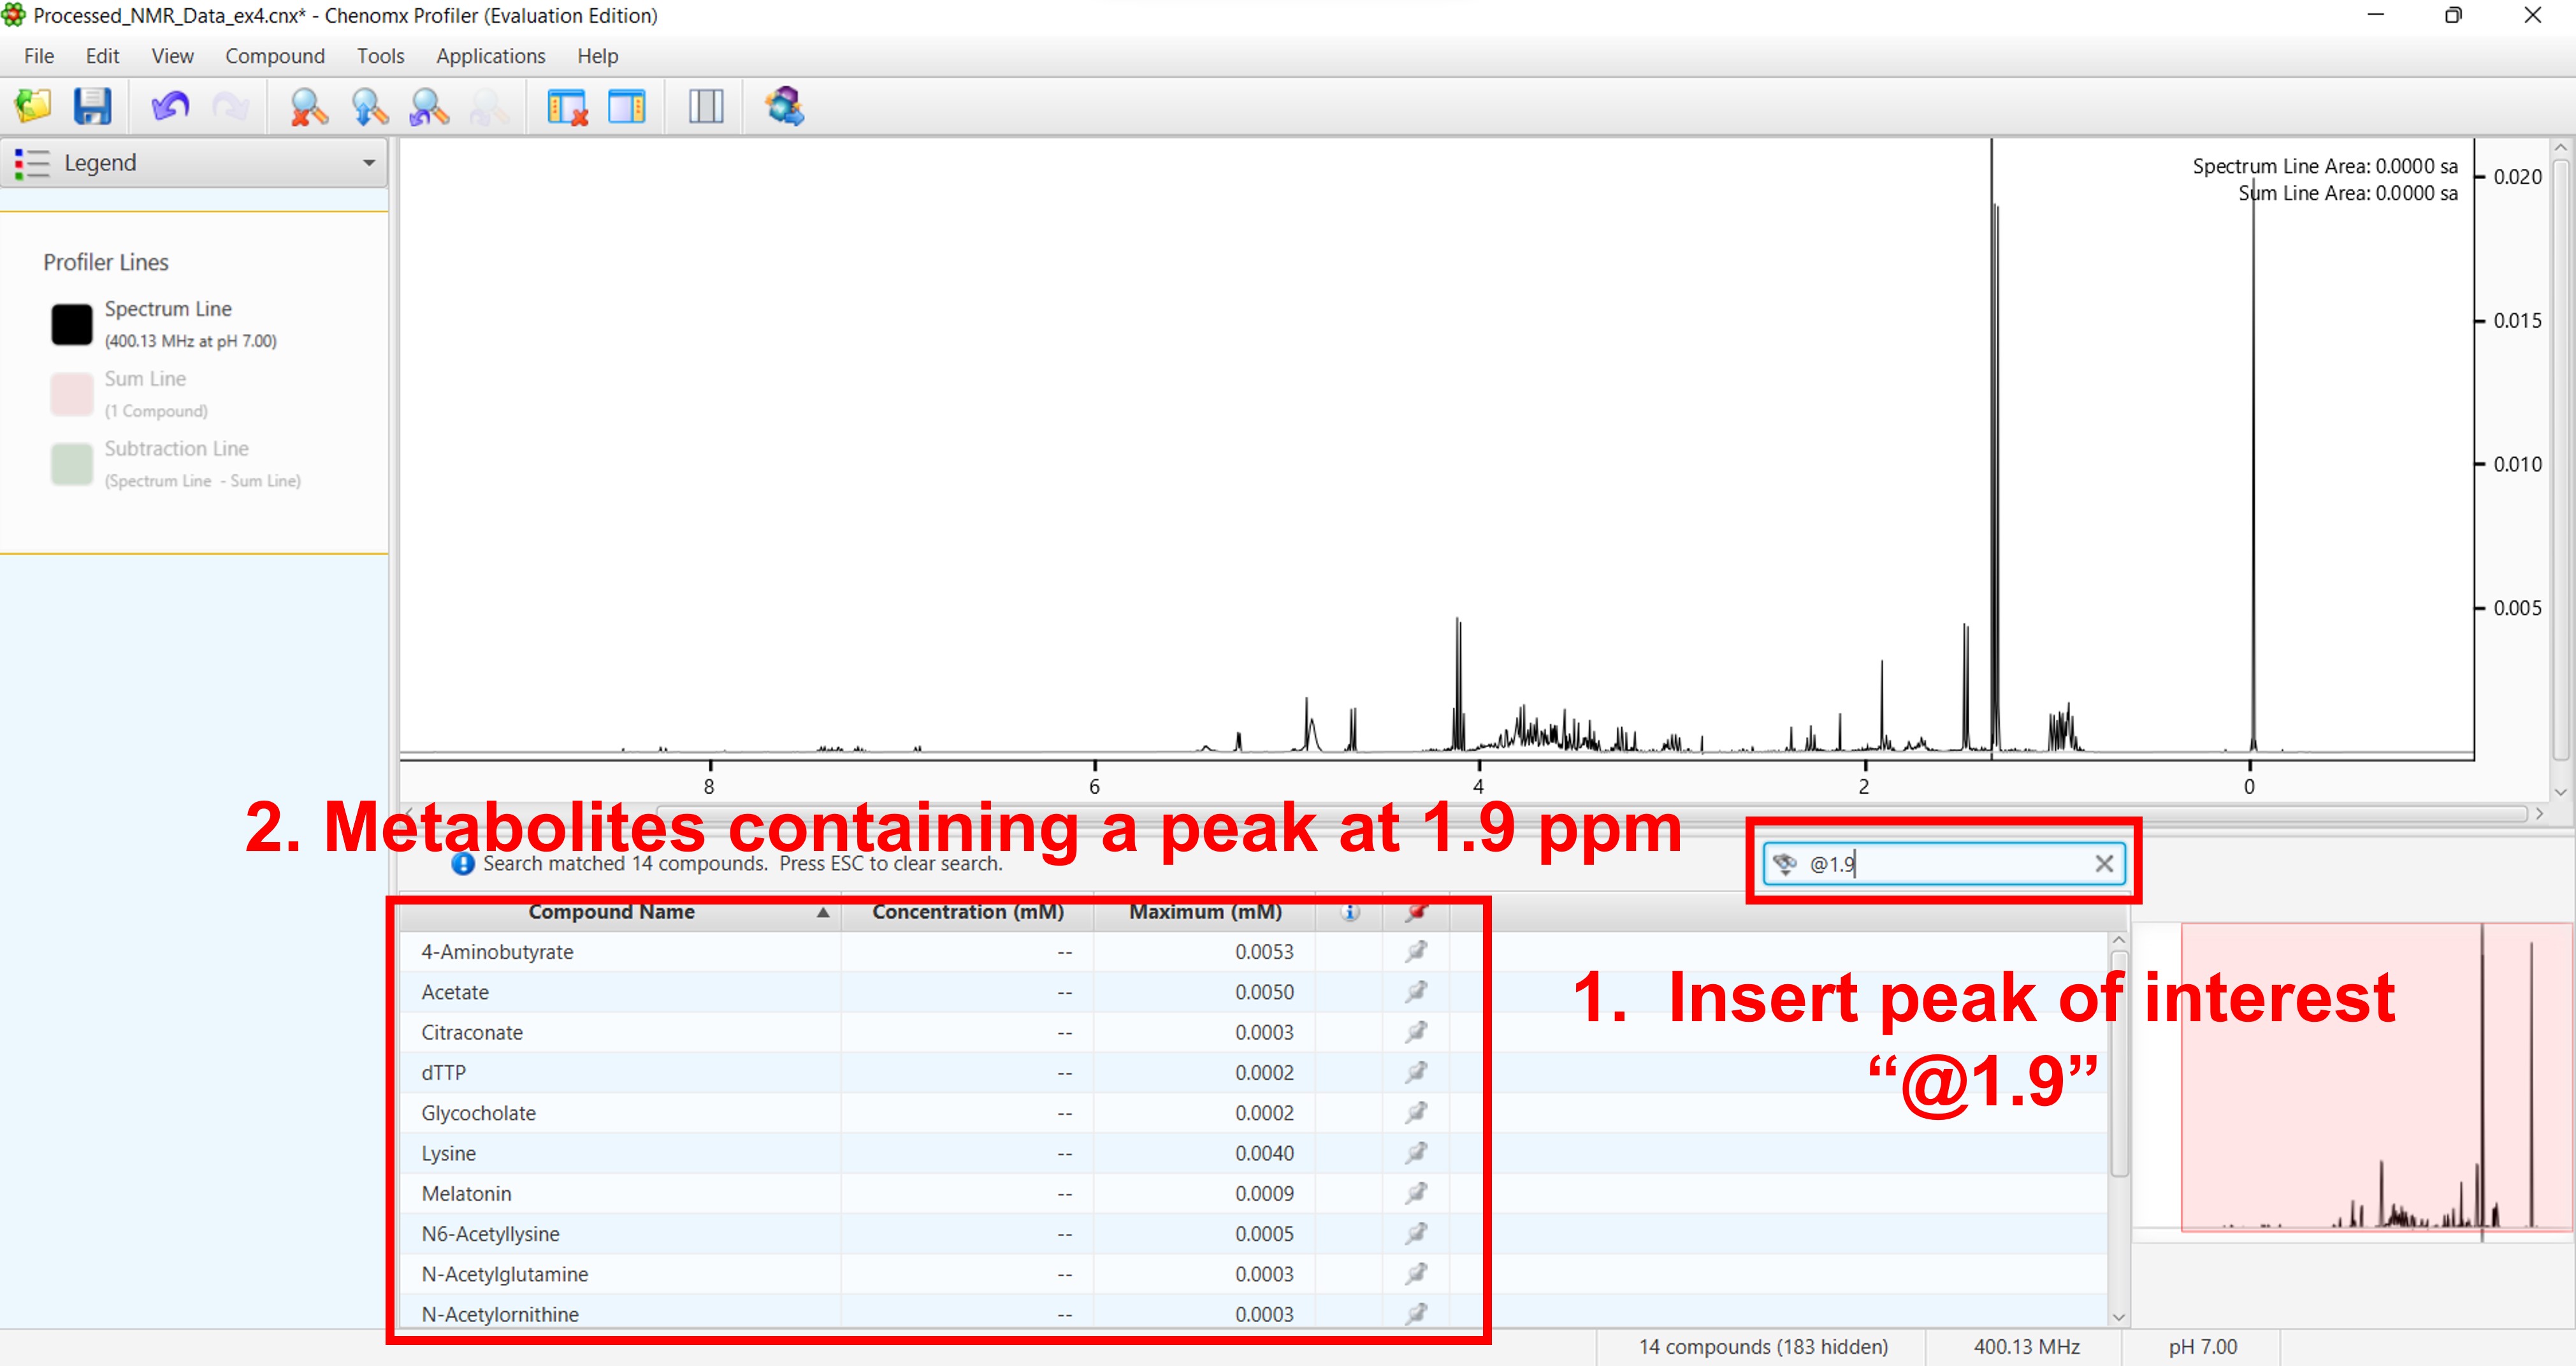 Processed_NMR_Data_ex4.cnx* - Chenomx Profiler (Evaluation Edition)
File Edit View Compound Tools Applications Help
Legend
Profiler Lines
Spectrum Line
(400.13 MHz at pH 7.00)
Sum Line
(1 Compound)
Subtraction Line
(Spectrum Line - Sum Line)
Spectrum Line Area: 0.0000 sa
Sum Line Area: 0.0000 sa
0.020
0.015
0.010
0.005
8 6 4 2 0
2. Metabolites containing a peak at 1.9 ppm
Search matched 14 compounds. Press ESC to clear search.
@1.9
Compound Name Concentration (mM) Maximum (mM)
4-Aminobutyrate -- 0.0053
Acetate -- 0.0050
Citraconate -- 0.0003
dTTP -- 0.0002
Glycocholate -- 0.0002
Lysine -- 0.0040
Melatonin -- 0.0009
N6-Acetyllysine -- 0.0005
N-Acetylglutamine -- 0.0003
N-Acetylornithine -- 0.0003
1. Insert peak of interest
“@1.9”
14 compounds (183 hidden) 400.13 MHz pH 7.00